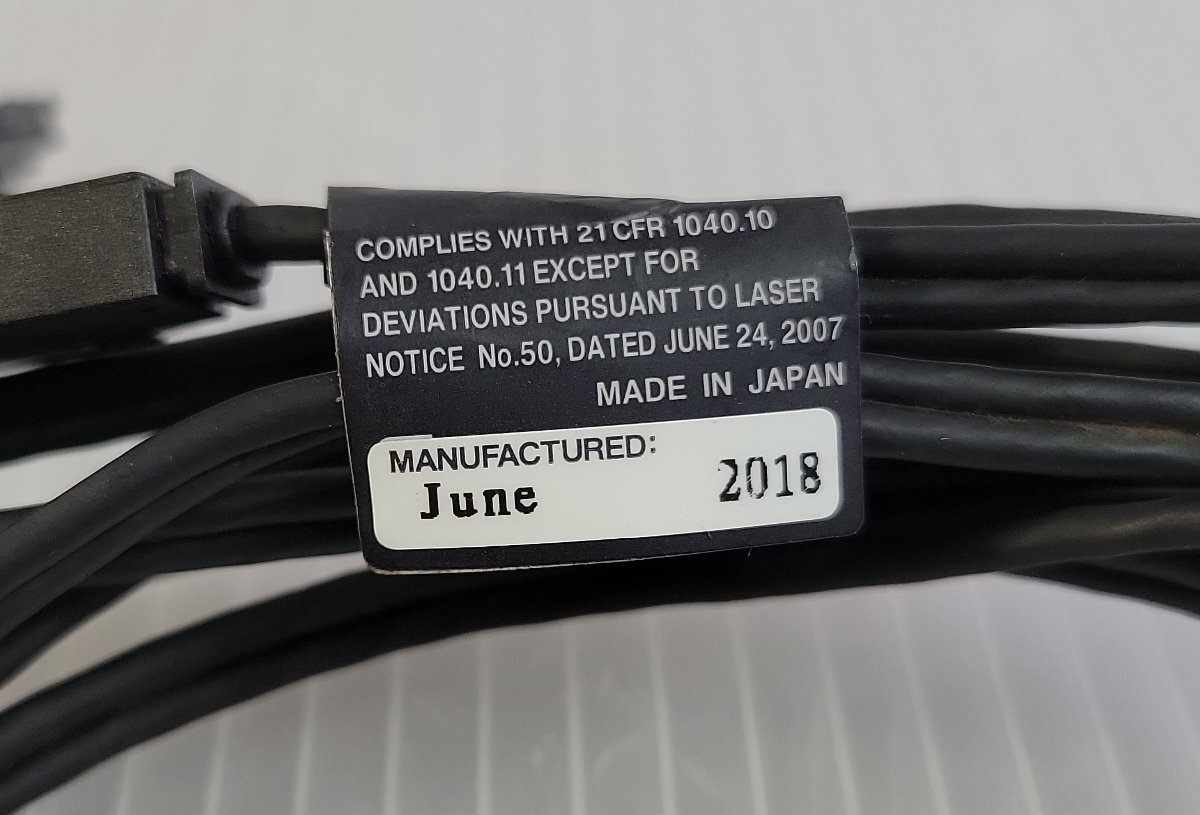 COMPLIES WITH 21 CFR 1040.10
AND 1040.11 EXCEPT FOR
DEVIATIONS PURSUANT TO LASER
NOTICE No.50, DATED JUNE 24, 2007
MADE IN JAPAN
MANUFACTURED:
June 2018